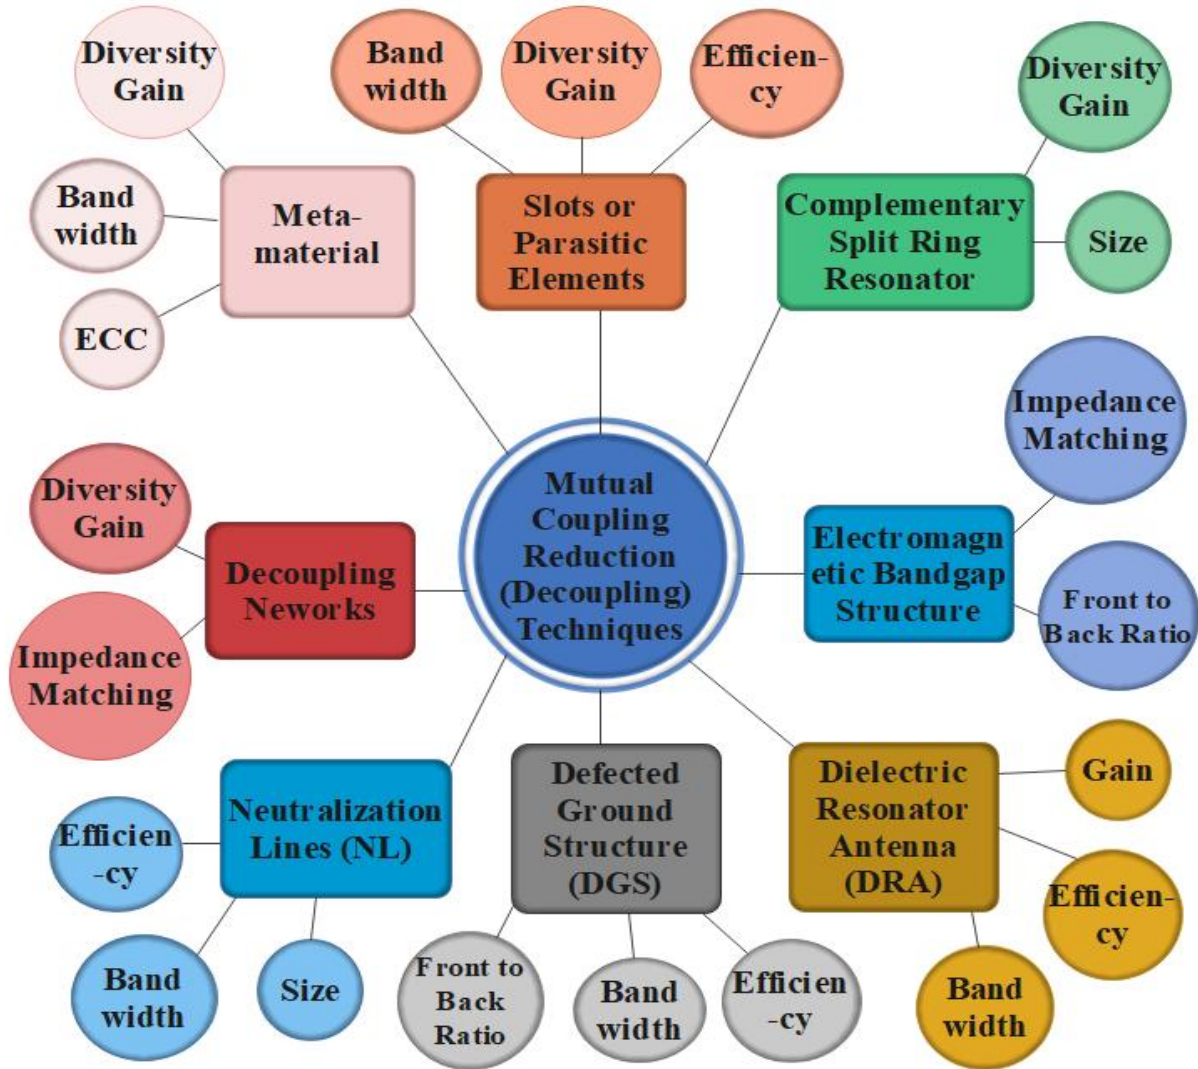 Diversity
Gain
Band
width
ECC
Meta-
material
Band
width
Diversity
Gain
Efficien-
cy
Slots or
Parasitic
Elements
Diversity
Gain
Size
Complementary
Split Ring
Resonator
Impedance
Matching
Front to
Back Ratio
Electromagn
etic Bandgap
Structure
Mutual
Coupling
Reduction
(Decoupling)
Techniques
Diversity
Gain
Impedance
Matching
Decoupling
Neworks
Neutralization
Lines (NL)
Efficien
-cy
Band
width
Size
Defected
Ground
Structure
(DGS)
Front to
Back
Ratio
Band
width
Efficien
-cy
Dielectric
Resonator
Antenna
(DRA)
Gain
Efficien-
cy
Band
width